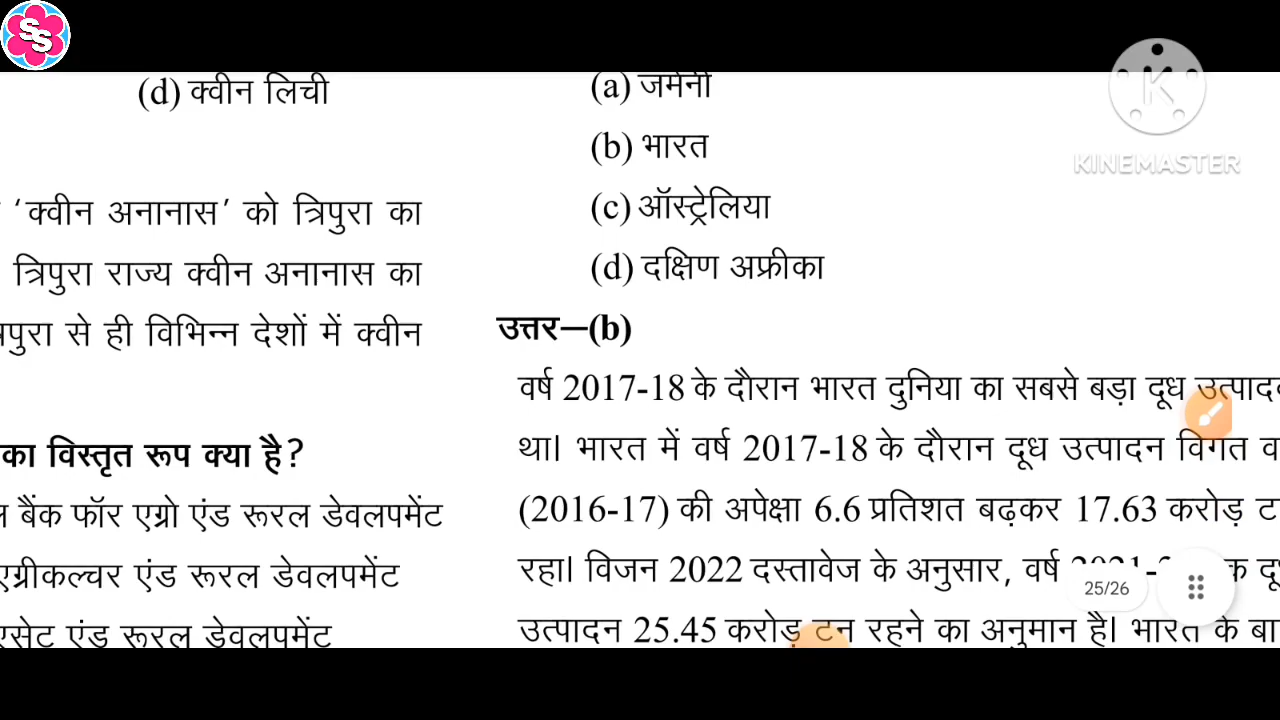 SS
KINEMASTER
(d) क्वीन लिची
'क्वीन अनानास' को त्रिपुरा का
त्रिपुरा राज्य क्वीन अनानास का
से ही विभिन्न देशों में क्वीन
का विस्तृत रूप क्या है?
बैंक फॉर एग्रो एंड रूरल डेवलपमेंट
एग्रीकल्चर एंड रूरल डेवलपमेंट
एंड रूरल डेवलपमेंट
(a) जर्मनी
(b) भारत
(c) ऑस्ट्रेलिया
(d) दक्षिण अफ्रीका
उत्तर—(b)
वर्ष 2017-18 के दौरान भारत दुनिया का सबसे बड़ा दूध
था। भारत में वर्ष 2017-18 के दौरान दूध उत्पादन विगत
(2016-17) की अपेक्षा 6.6 प्रतिशत बढ़कर 17.63 करोड़
रहा। विजन 2022 दस्तावेज के अनुसार, वर्ष
उत्पादन 25.45 करोड़ टन रहने का अनुमान है। भारत के
25/26